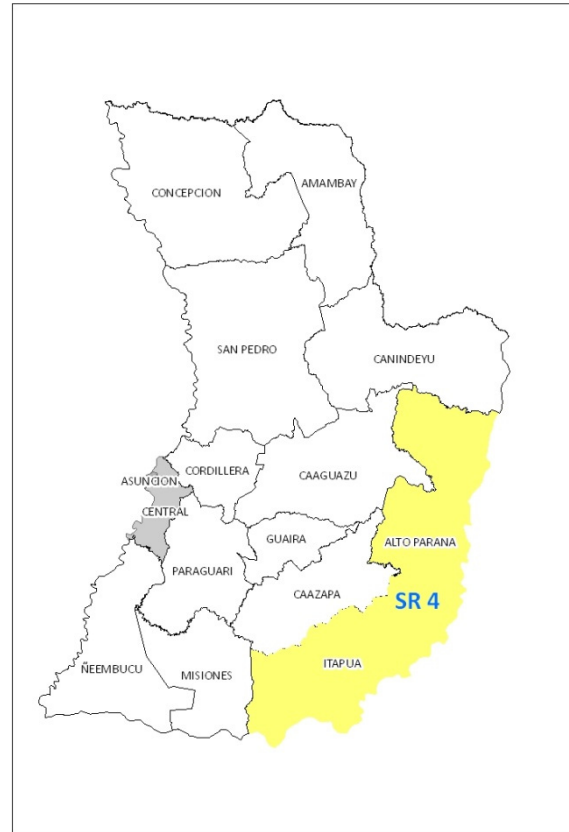 CONCEPCION
AMAMBAY
SAN PEDRO
CANINDEYU
CORDILLERA
CAAGUAZU
ASUNCION
CENTRAL
GUAIRA
ALTO PARANA
PARAGUARI
CAAZAPA
SR 4
ÑEEMBUCU
MISIONES
ITAPUA